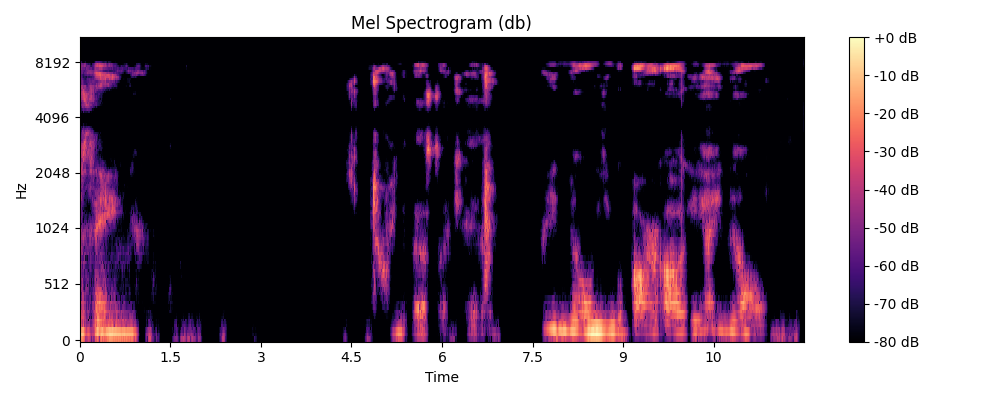 Mel Spectrogram (db)
8192
4096
2048
1024
512
0
Hz
0 1.5 3 4.5 6 7.5 9 10
Time
+0 dB
-10 dB
-20 dB
-30 dB
-40 dB
-50 dB
-60 dB
-70 dB
-80 dB